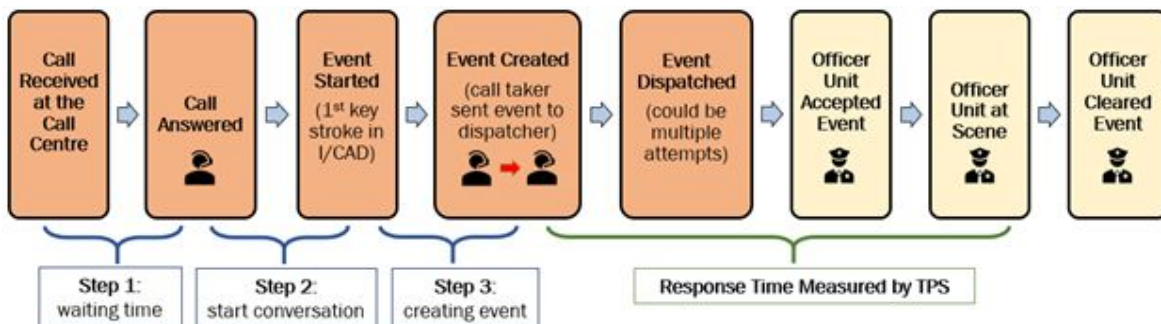 Call
Received
at the
Call
Centre
Call
Answered
Event
Started
(1st key
stroke in
I/CAD)
Event Created
(call taker
sent event to
dispatcher)
Event
Dispatched
(could be
multiple
attempts)
Officer
Unit
Accepted
Event
Officer
Unit at
Scene
Officer
Unit
Cleared
Event
Step 1:
waiting time
Step 2:
start conversation
Step 3:
creating event
Response Time Measured by TPS